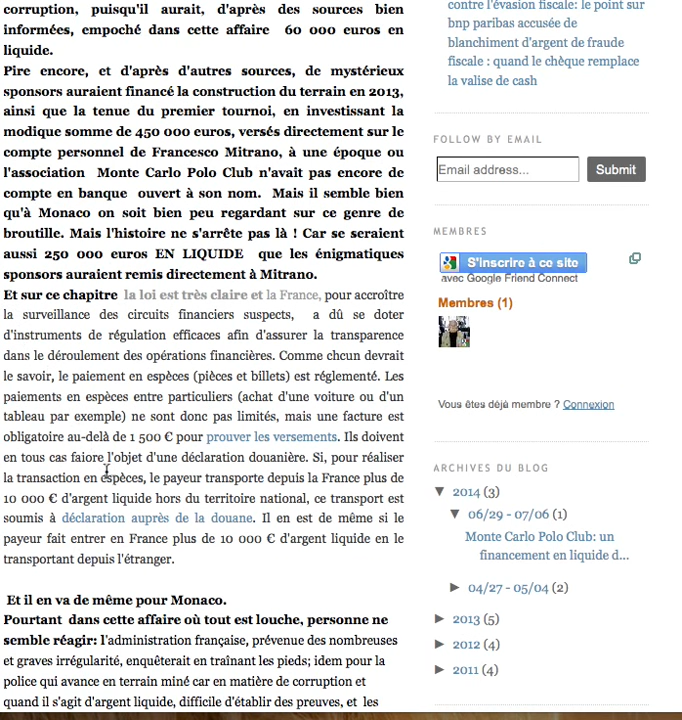 corruption, puisqu'il aurait, d'après des sources bien
informées, empoché dans cette affaire 60 000 euros en
liquide.
Pire encore, et d'après d'autres sources, de mystérieux
sponsors auraient financé la construction du terrain en 2013,
ainsi que la tenue du premier tournoi, en investissant la
modique somme de 450 000 euros, versés directement sur le
compte personnel de Francesco Mitrano, à une époque ou
l'association Monte Carlo Polo Club n'avait pas encore de
compte en banque ouvert à son nom. Mais il semble bien
qu'à Monaco on soit bien peu regardant sur ce genre de
broutille. Mais l'histoire ne s'arrête pas là ! Car se seraient
aussi 250 000 euros EN LIQUIDE que les énigmatiques
sponsors auraient remis directement à Mitrano.
Et sur ce chapitre la loi est très claire et la France, pour accroître
la surveillance des circuits financiers suspects, a dû se doter
d'instruments de régulation efficaces afin d'assurer la transparence
dans le déroulement des opérations financières. Comme chcun devrait
le savoir, le paiement en espèces (pièces et billets) est réglementé. Les
paiements en espèces entre particuliers (achat d'une voiture ou d'un
tableau par exemple) ne sont donc pas limités, mais une facture est
obligatoire au-delà de 1 500 € pour prouver les versements. Ils doivent
en tous cas faiore l'objet d'une déclaration douanière. Si, pour réaliser
la transaction en espèces, le payeur transporte depuis la France plus de
10 000 € d'argent liquide hors du territoire national, ce transport est
soumis à déclaration auprès de la douane. Il en est de même si le
payeur fait entrer en France plus de 10 000 € d'argent liquide en le
transportant depuis l'étranger.
Et il en va de même pour Monaco.
Pourtant dans cette affaire où tout est louche, personne ne
semble réagir: l'administration française, prévenue des nombreuses
et graves irrégularité, enquêterait en traînant les pieds; idem pour la
police qui avance en terrain miné car en matière de corruption et
quand il s'agit d'argent liquide, difficile d'établir des preuves, et les
contre l'évasion fiscale: le point sur
bnp paribas accusée de
blanchiment d'argent de fraude
fiscale : quand le chèque remplace
la valise de cash
FOLLOW BY EMAIL
Email address...
Submit
MEMBRES
S'inscrire à ce site
avec Google Friend Connect
Membres (1)
Vous êtes déjà membre ? Connexion
ARCHIVES DU BLOG
▼ 2014 (3)
▼ 06/29 - 07/06 (1)
Monte Carlo Polo Club: un
financement en liquide d...
► 04/27 - 05/04 (2)
► 2013 (5)
► 2012 (4)
► 2011 (4)